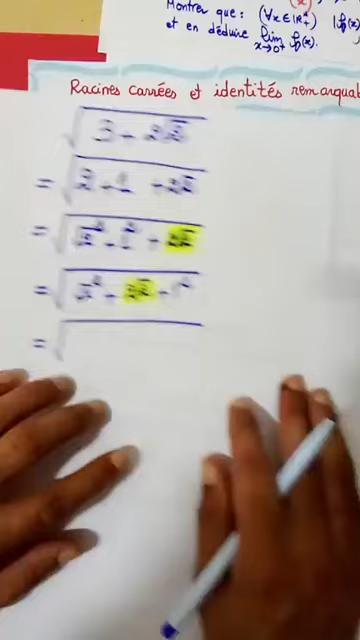 Montrer que : (∀x∈ℝ*₊) |f(x)
et en déduire lim f(x).
x→0⁺
Racines carrées et identités remarquab
√(3 + 2√2)
= √(2 + 1 + 2√2)
= √(√2² + 1² + 2√2)
= √(√2² + 2√2 + 1²)
= √